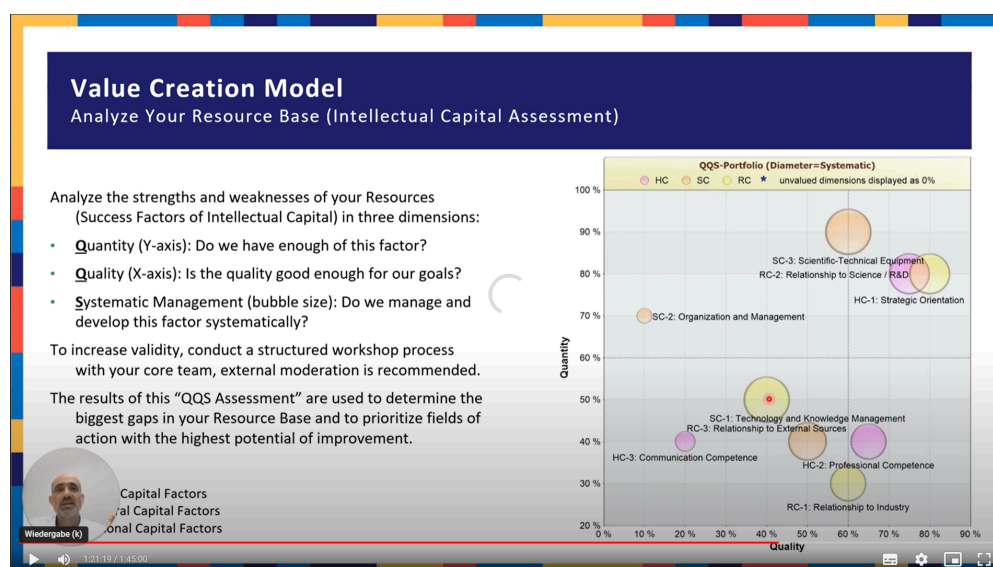 Value Creation Model
Analyze Your Resource Base (Intellectual Capital Assessment)
Analyze the strengths and weaknesses of your Resources
(Success Factors of Intellectual Capital) in three dimensions:
• Quantity (Y-axis): Do we have enough of this factor?
• Quality (X-axis): Is the quality good enough for our goals?
• Systematic Management (bubble size): Do we manage and
develop this factor systematically?
To increase validity, conduct a structured workshop process
with your core team, external moderation is recommended.
The results of this “QQS Assessment” are used to determine the
biggest gaps in your Resource Base and to prioritize fields of
action with the highest potential of improvement.
Capital Factors
Capital Factors
Capital Factors
QQS-Portfolio (Diameter=Systematic)
HC SC RC * unvalued dimensions displayed as 0%
100 %
90 %
SC-3: Scientific-Technical Equipment
RC-2: Relationship to Science / R&D
80 %
HC-1: Strategic Orientation
70 %
SC-2: Organization and Management
Quantity
60 %
50 %
SC-1: Technology and Knowledge Management
RC-3: Relationship to External Sources
40 %
HC-3: Communication Competence
HC-2: Professional Competence
30 %
RC-1: Relationship to Industry
20 %
0 % 10 % 20 % 30 % 40 % 50 % 60 % 70 % 80 % 90 %
Quality
Wiedergabe (k)
1:21:19 / 1:45:00